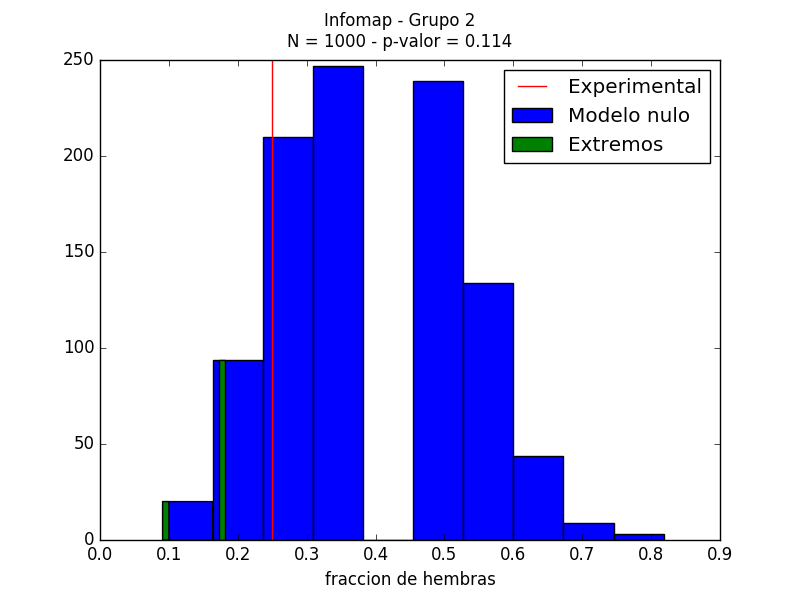 Infomap - Grupo 2
N = 1000 - p-valor = 0.114
250
200
150
100
50
0
Experimental
Modelo nulo
Extremos
0.0 0.1 0.2 0.3 0.4 0.5 0.6 0.7 0.8 0.9
fraccion de hembras